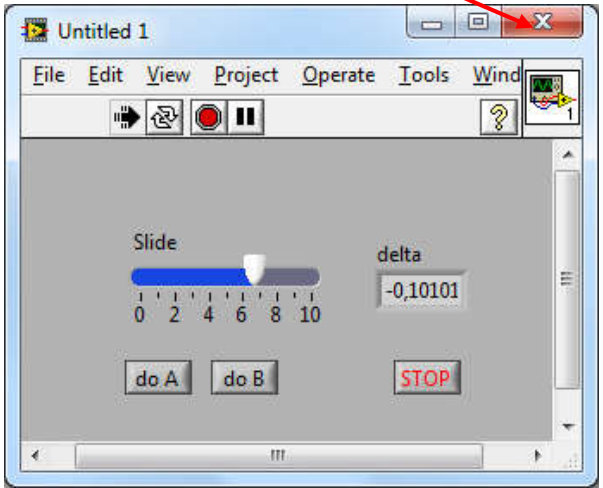 Untitled 1
File Edit View Project Operate Tools Wind
1
Slide
delta
-0,10101
0 2 4 6 8 10
do A do B STOP